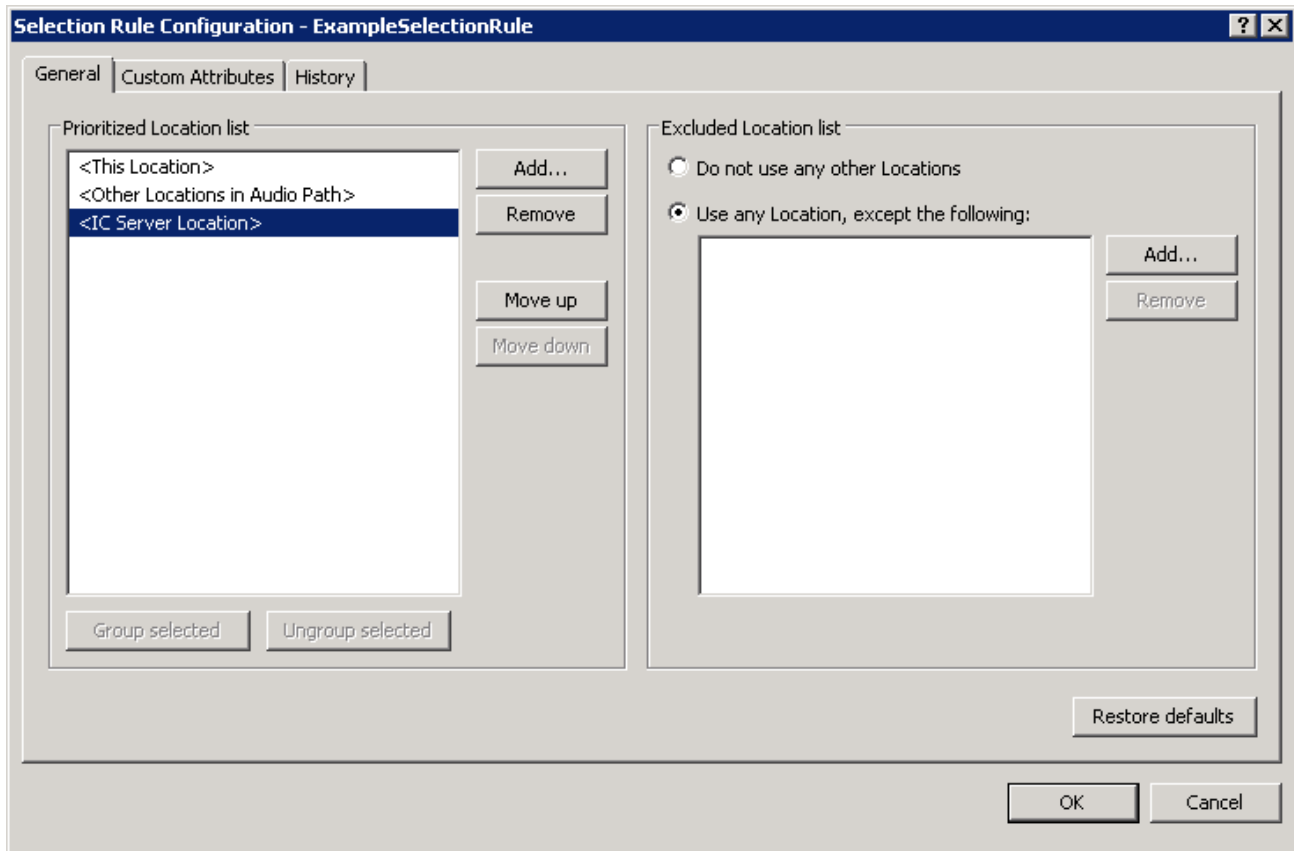 Selection Rule Configuration - ExampleSelectionRule
?
General
Custom Attributes
History
Prioritized Location list
<This Location>
<Other Locations in Audio Path>
<IC Server Location>
Add...
Remove
Move up
Move down
Group selected
Ungroup selected
Excluded Location list
Do not use any other Locations
Use any Location, except the following:
Add...
Remove
Restore defaults
OK
Cancel